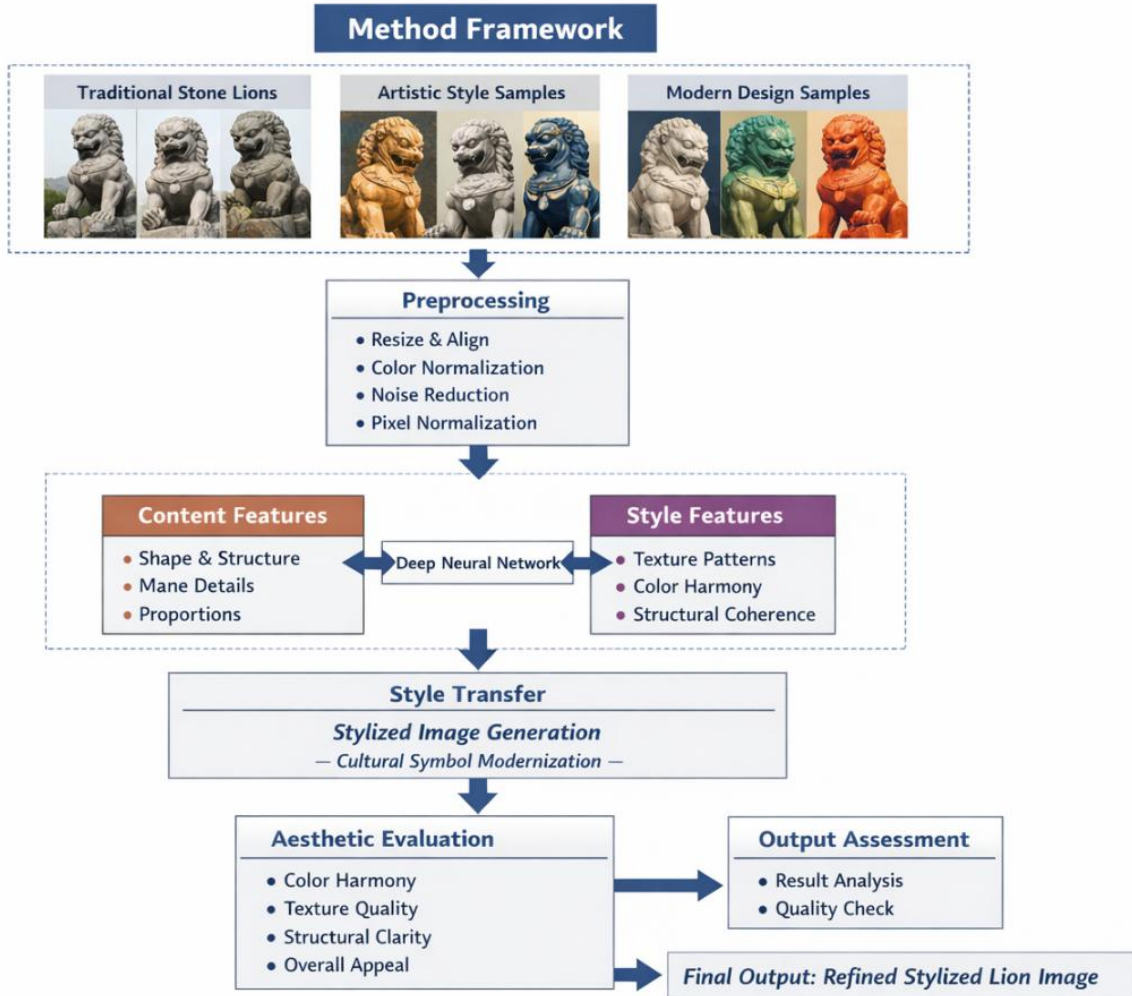 Method Framework
Traditional Stone Lions
Artistic Style Samples
Modern Design Samples
Preprocessing
• Resize & Align
• Color Normalization
• Noise Reduction
• Pixel Normalization
Content Features
• Shape & Structure
• Mane Details
• Proportions
Deep Neural Network
Style Features
• Texture Patterns
• Color Harmony
• Structural Coherence
Style Transfer
Stylized Image Generation
— Cultural Symbol Modernization —
Aesthetic Evaluation
• Color Harmony
• Texture Quality
• Structural Clarity
• Overall Appeal
Output Assessment
• Result Analysis
• Quality Check
Final Output: Refined Stylized Lion Image